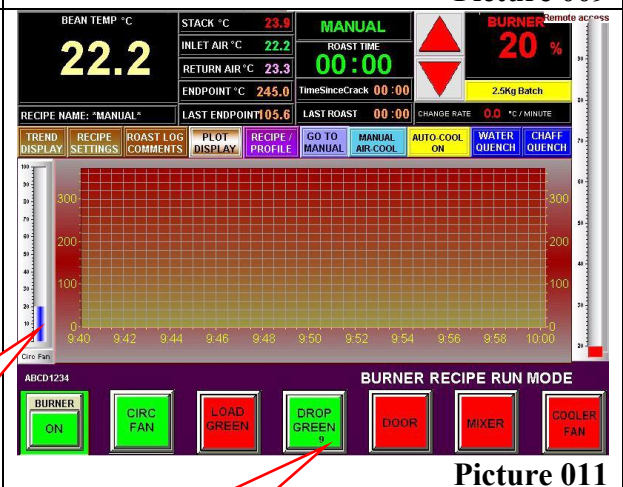 BEAN TEMP °C
22.2
RECIPE NAME: *MANUAL*
STACK °C 23.9
INLET AIR °C 22.2
RETURN AIR °C 23.3
ENDPOINT °C 245.0
LAST ENDPOINT 105.6
MANUAL
ROAST TIME
00:00
TimeSinceCrack 00:00
LAST ROAST 00:00
BURNER
20 %
Remote access
2.5Kg Batch
CHANGE RATE 0.0 °C / MINUTE
TREND DISPLAY
RECIPE SETTINGS
ROAST LOG COMMENTS
PLOT DISPLAY
RECIPE / PROFILE
GO TO MANUAL
MANUAL AIR-COOL
AUTO-COOL ON
WATER QUENCH
CHAFF QUENCH
100
300
200
100
0
300
200
100
0
9:40 9:42 9:44 9:46 9:48 9:50 9:52 9:54 9:56 9:58 10:00
20
10
Circ Fan
20
ABCD1234
BURNER RECIPE RUN MODE
BURNER
ON
CIRC FAN
LOAD GREEN
DROP GREEN
9
DOOR
MIXER
COOLER FAN
Picture 011